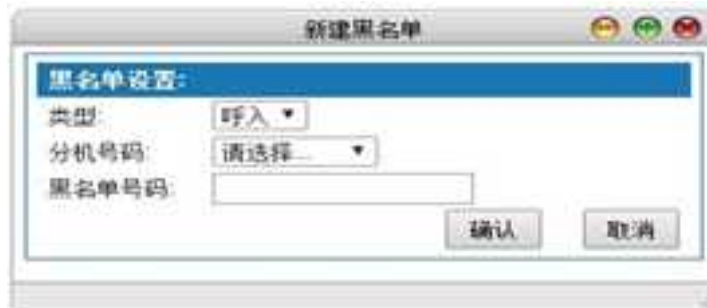 新建黑名单
黑名单设置:
类型: 呼入
分机号码: 请选择...
黑名单号码:
确认 取消